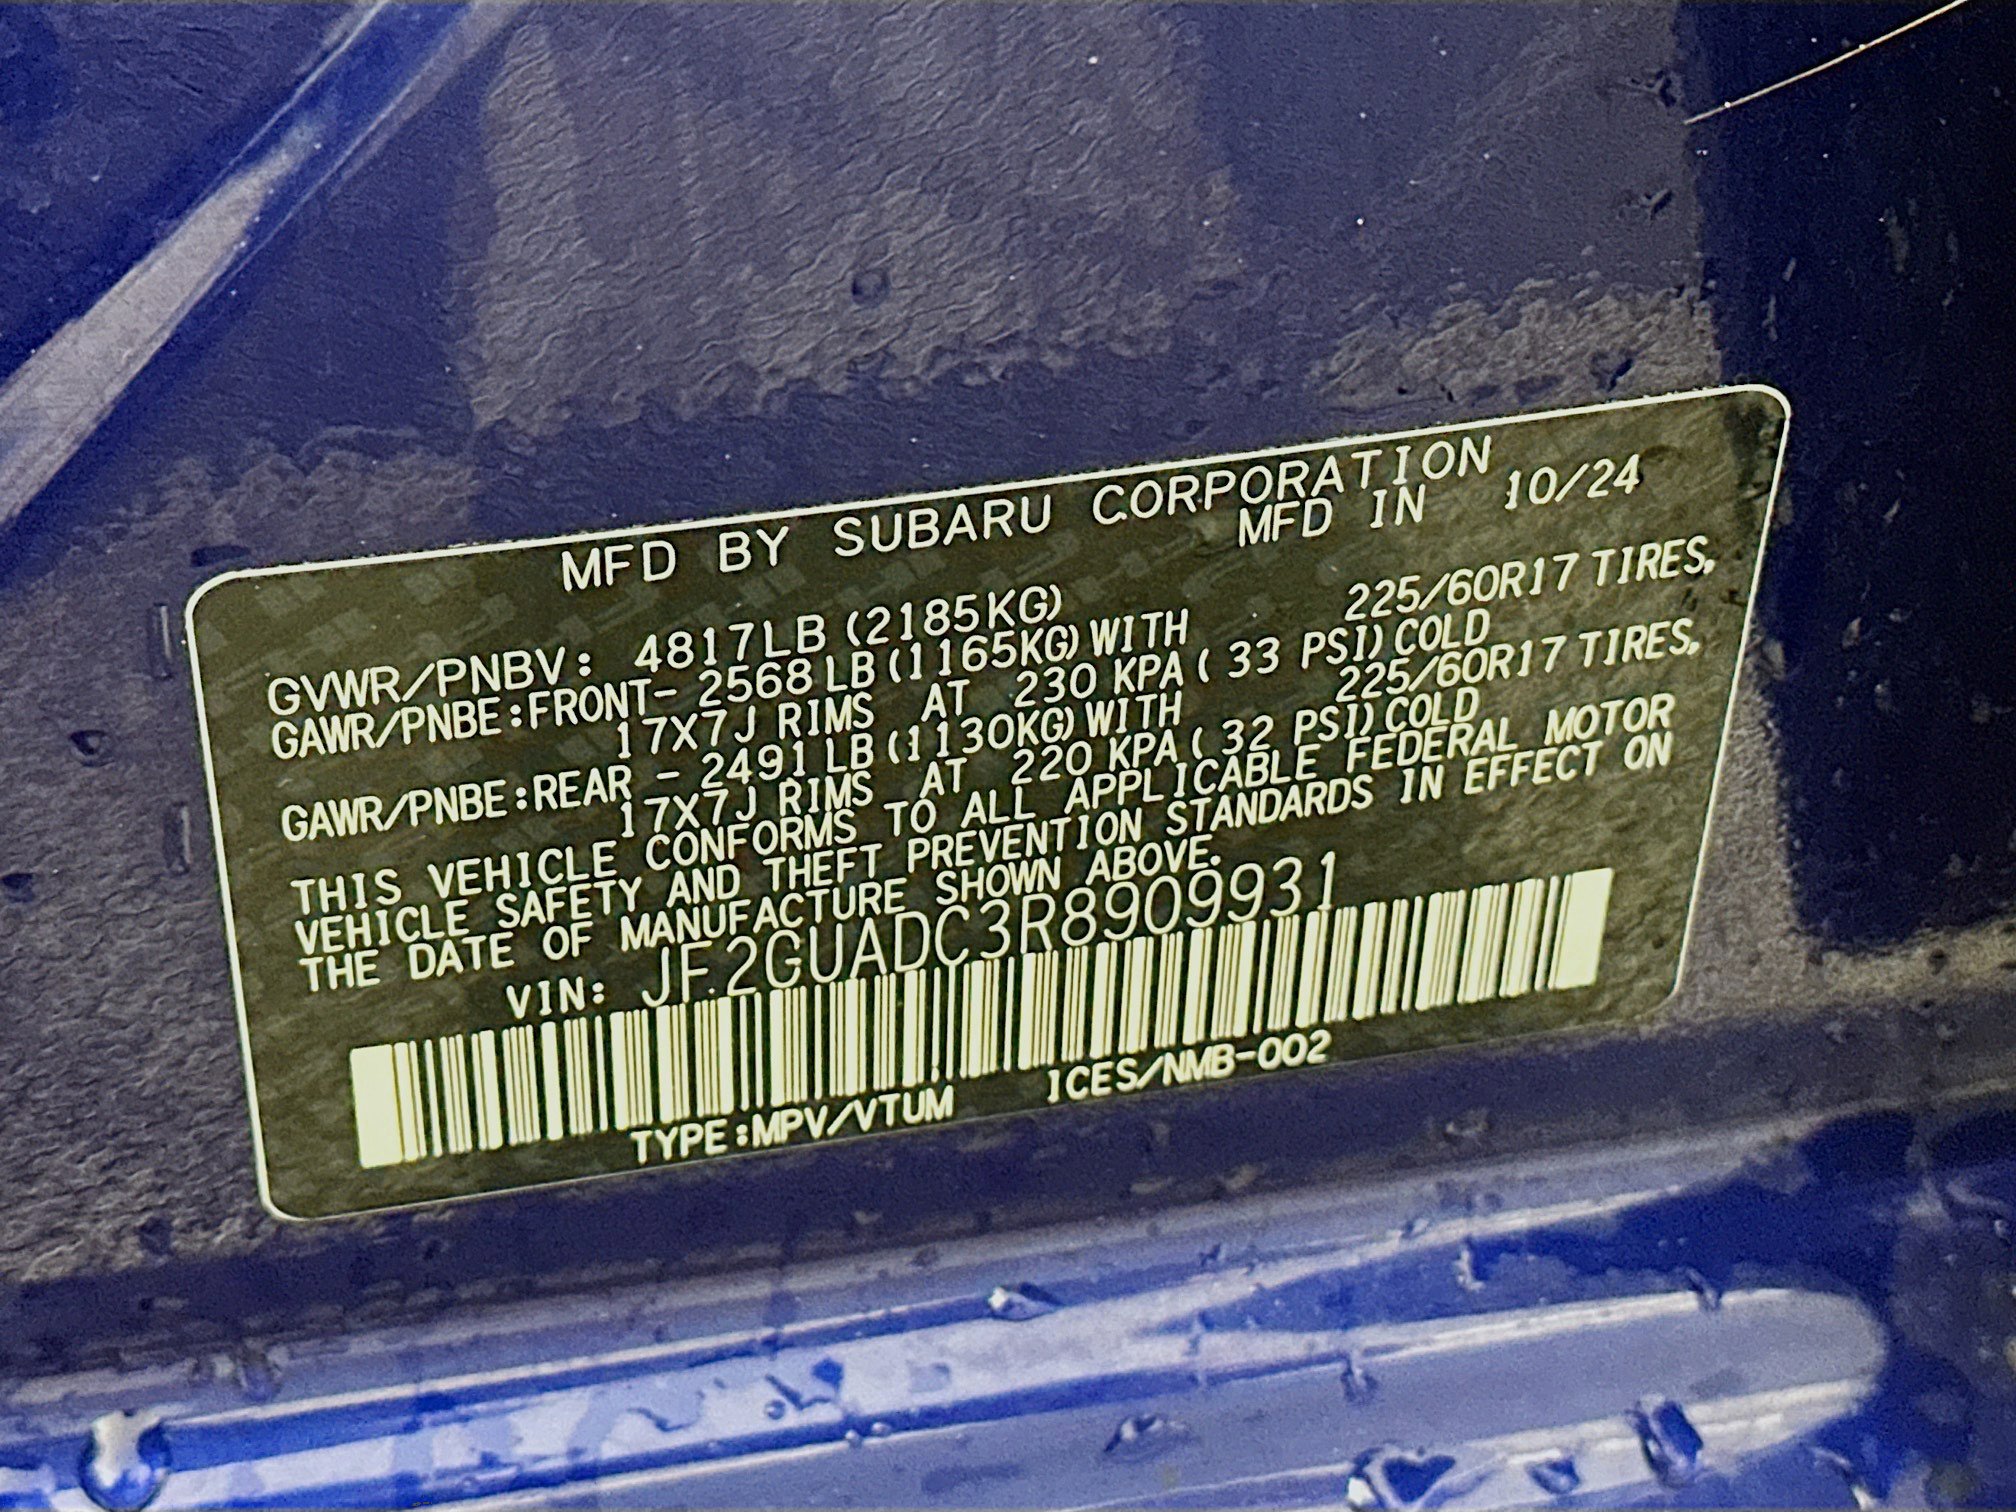 MFD BY SUBARU CORPORATION
MFD IN 10/24
GVWR/PNBV: 4817LB (2185KG)
GAWR/PNBE:FRONT- 2568 LB (1165KG) WITH 225/60R17 TIRES,
17X7J RIMS AT 230 KPA ( 33 PSI) COLD
GAWR/PNBE:REAR - 2491 LB (1130KG) WITH 225/60R17 TIRES,
17X7J RIMS AT 220 KPA ( 32 PSI) COLD
THIS VEHICLE CONFORMS TO ALL APPLICABLE FEDERAL MOTOR
VEHICLE SAFETY AND THEFT PREVENTION STANDARDS IN EFFECT ON
THE DATE OF MANUFACTURE SHOWN ABOVE.
VIN: JF2GUADC3R8909931
TYPE:MPV/VTUM ICES/NMB-002